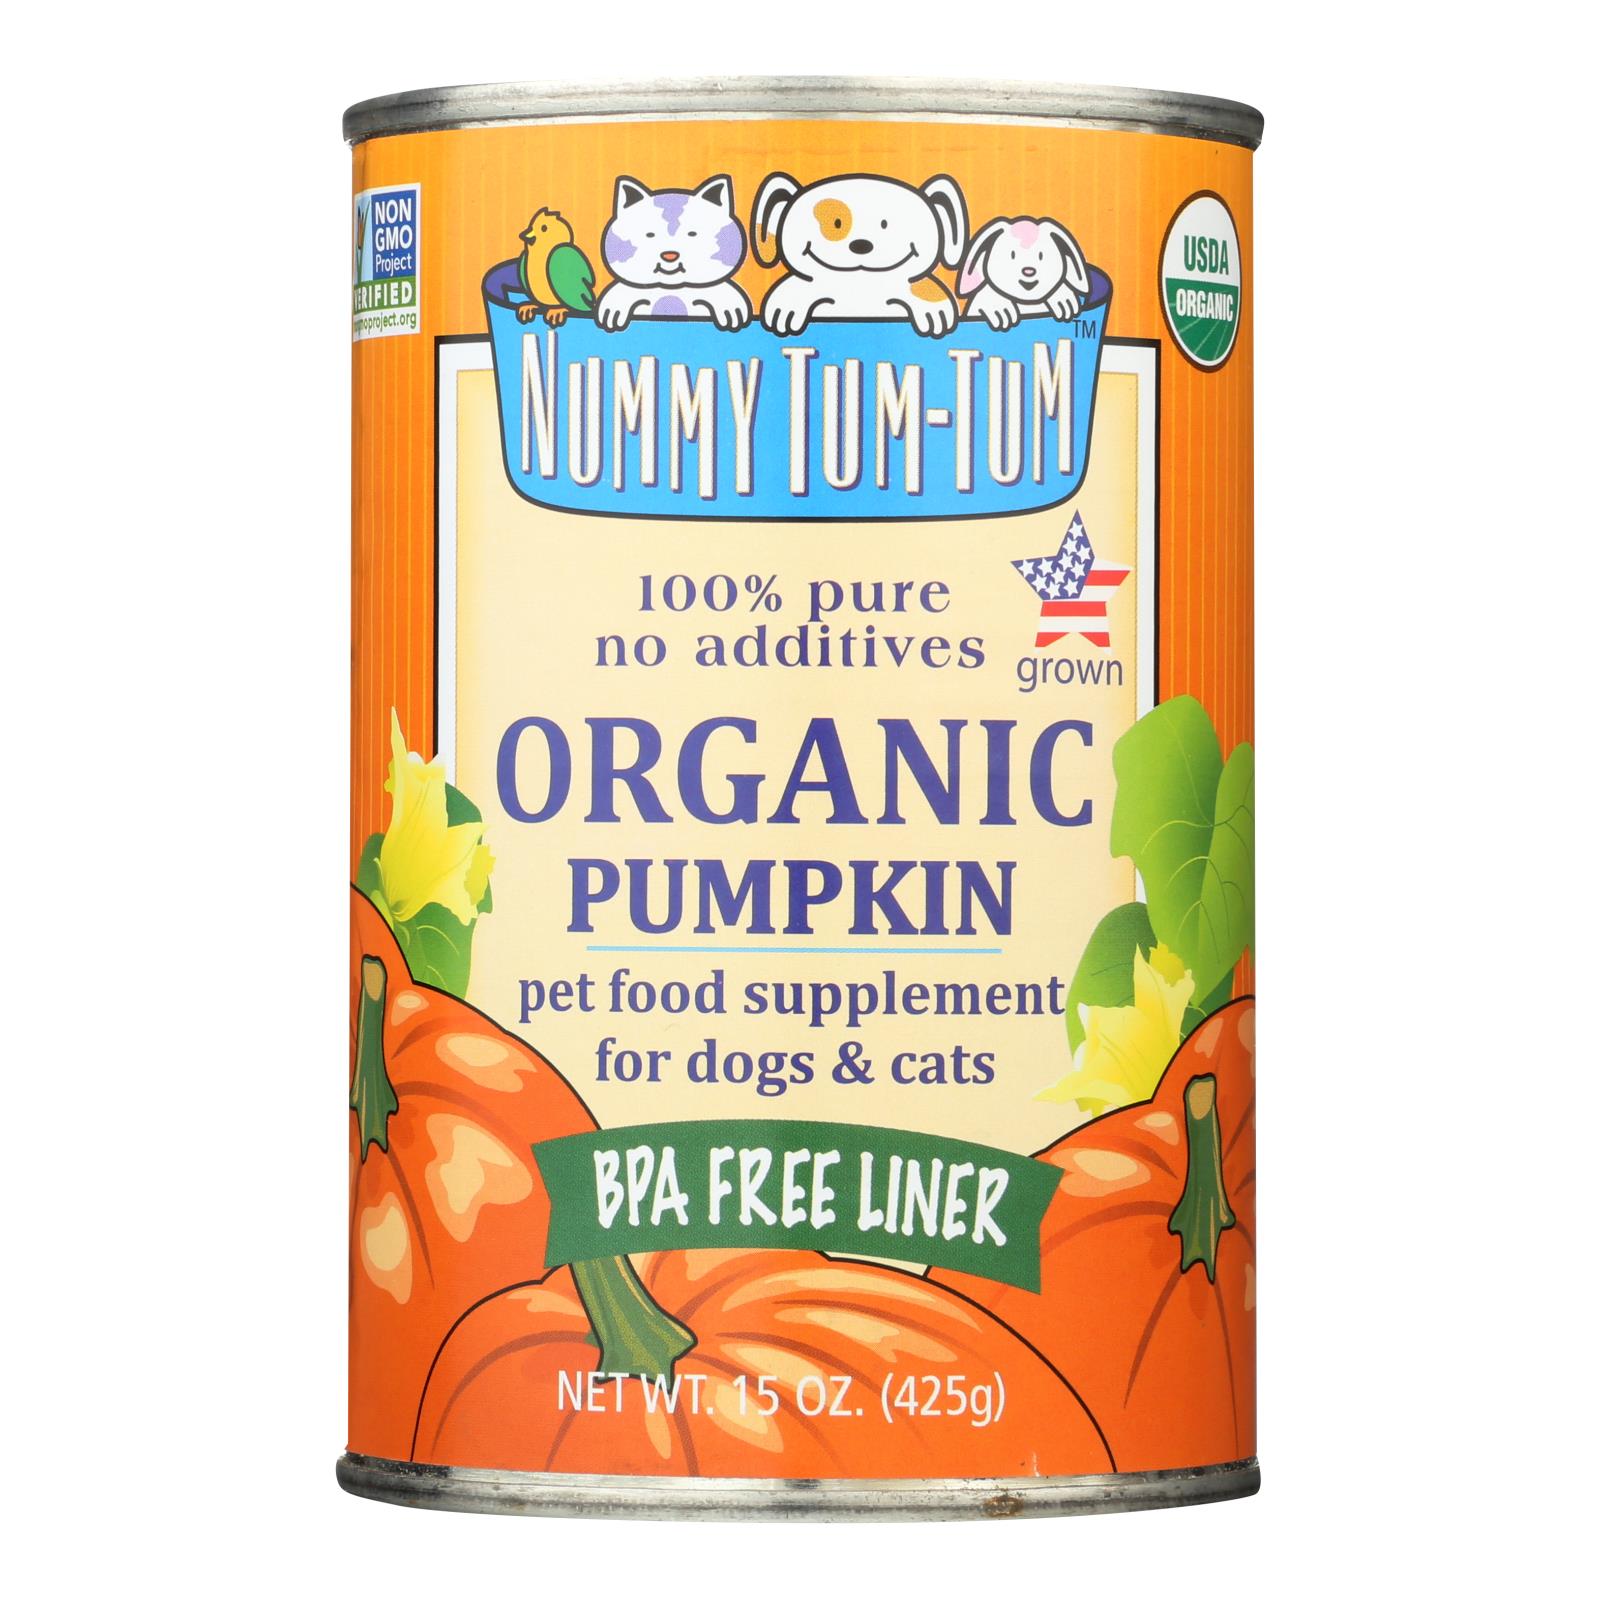 NON
GMO
Project
VERIFIED
USDA
ORGANIC
TM
NUMMY TUM-TUM
100% pure
no additives
grown
ORGANIC
PUMPKIN
pet food supplement
for dogs & cats
BPA FREE LINER
NET WT. 15 OZ. (425g)